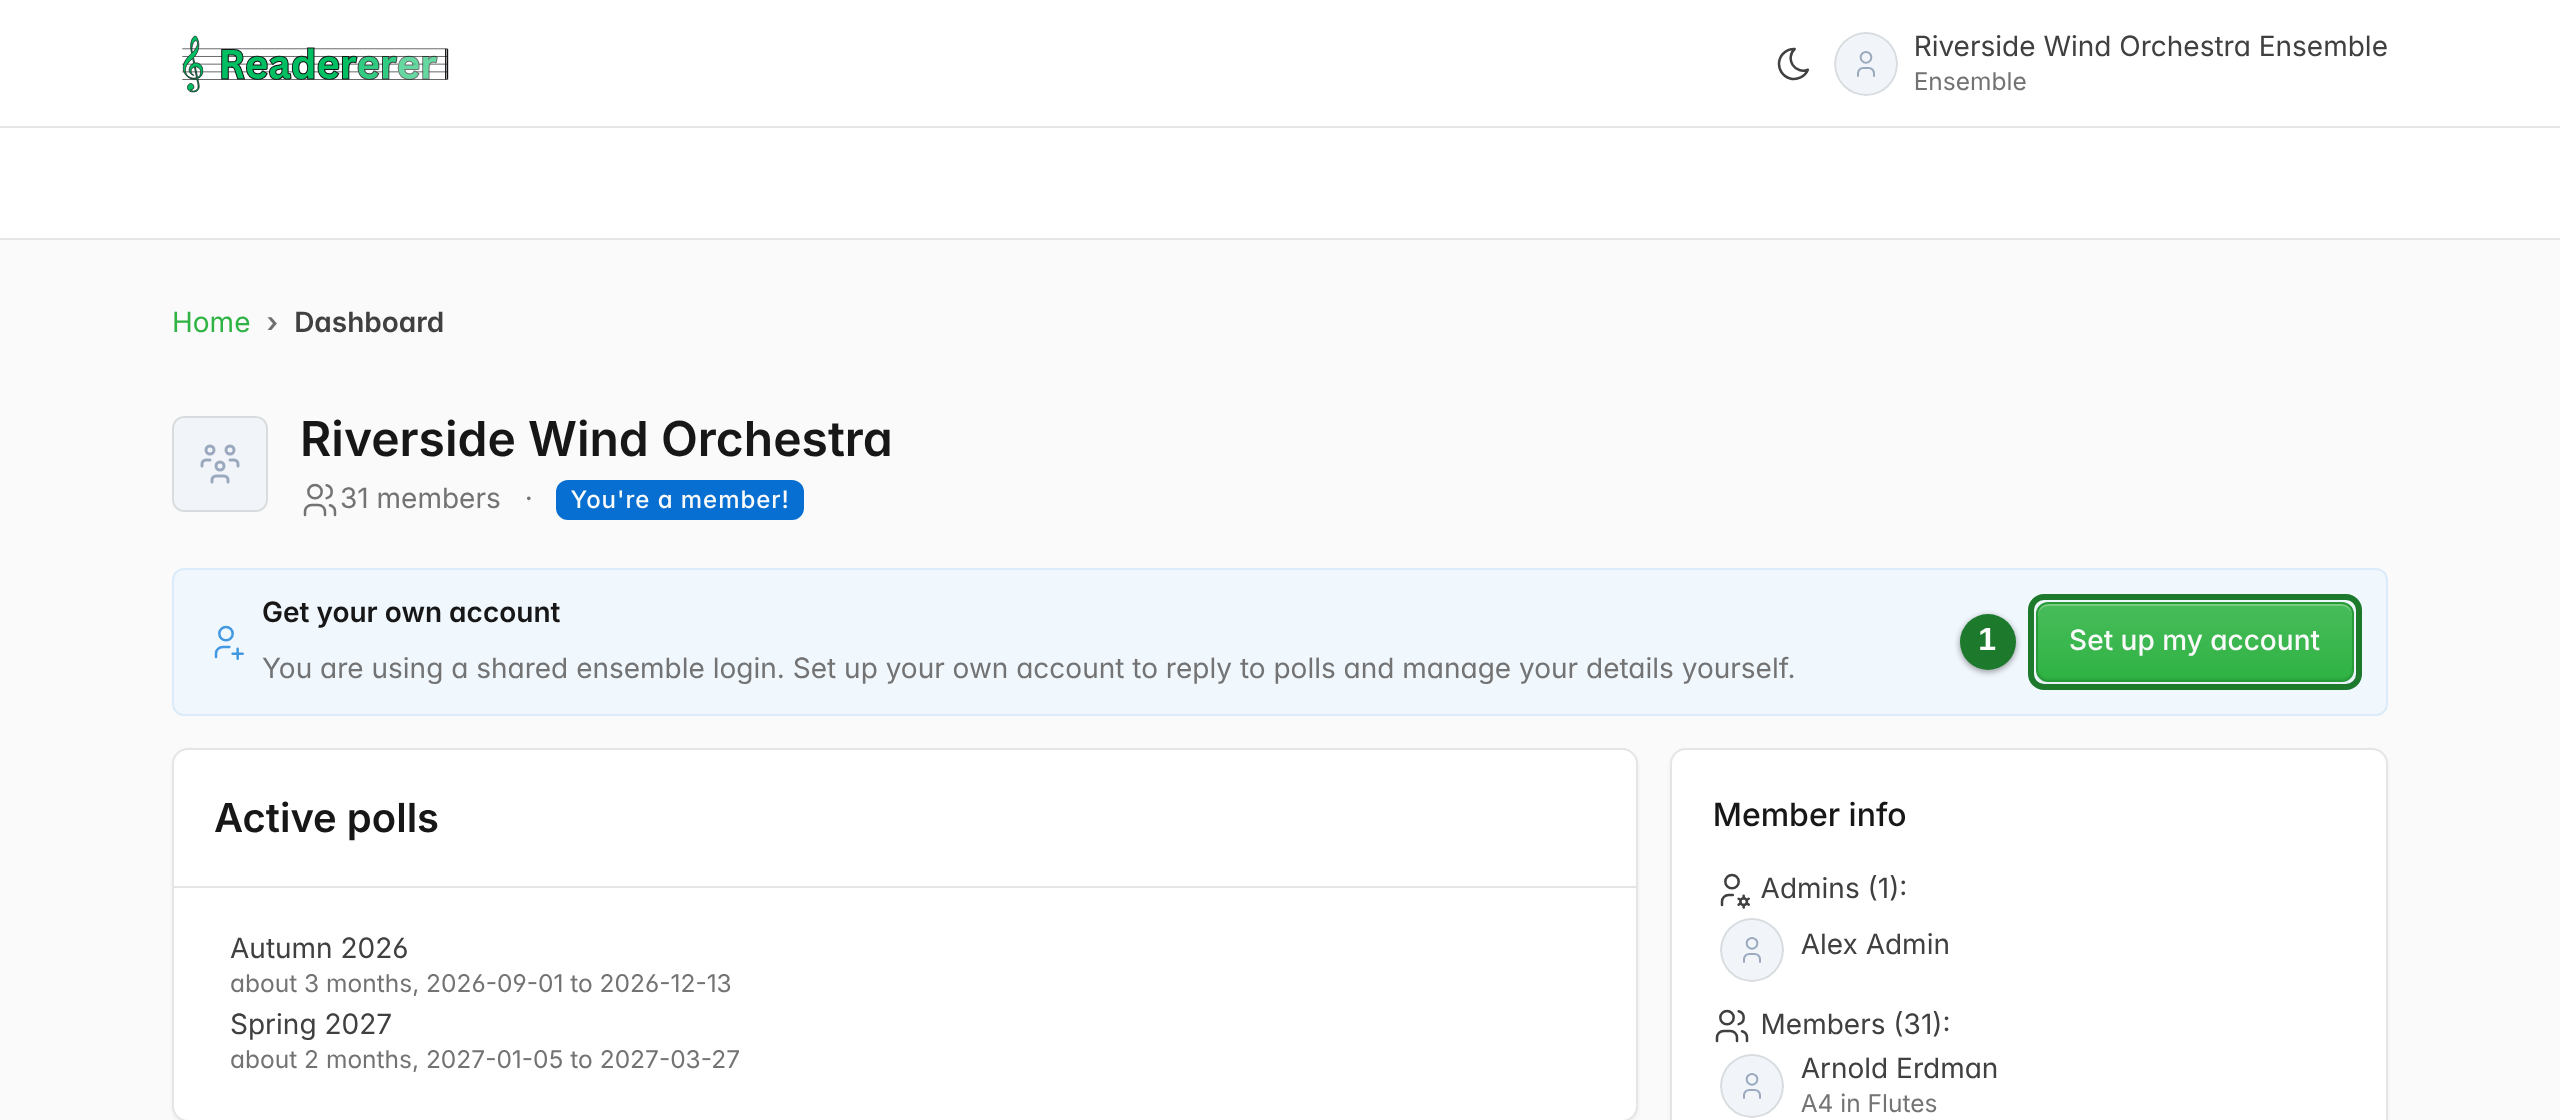 Readererer
Riverside Wind Orchestra Ensemble
Ensemble
Home › Dashboard
Riverside Wind Orchestra
31 members · You're a member!
Get your own account
You are using a shared ensemble login. Set up your own account to reply to polls and manage your details yourself.
1 Set up my account
Active polls
Autumn 2026
about 3 months, 2026-09-01 to 2026-12-13
Spring 2027
about 2 months, 2027-01-05 to 2027-03-27
Member info
Admins (1):
Alex Admin
Members (31):
Arnold Erdman
A4 in Flutes